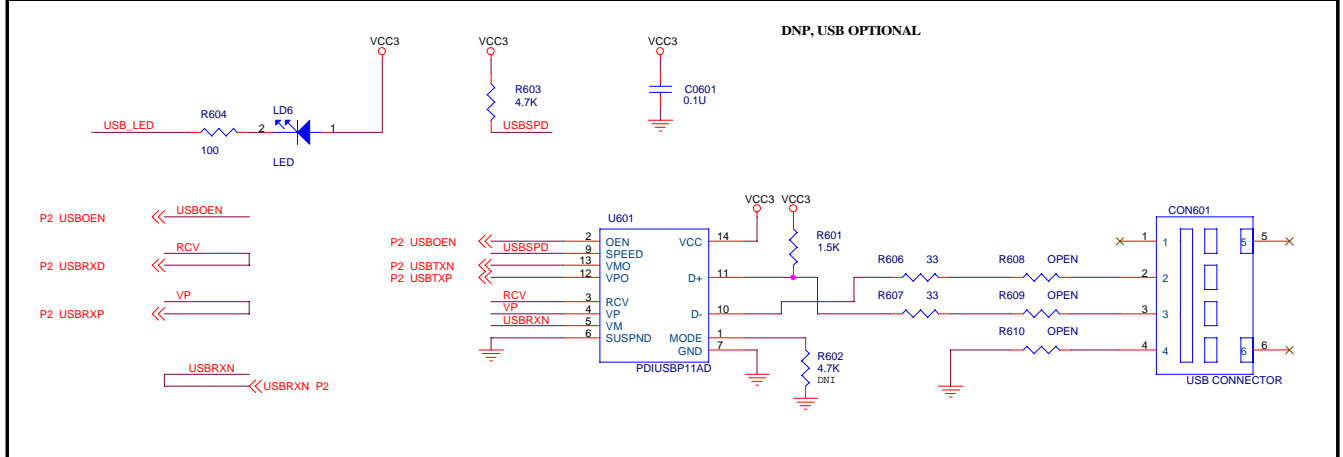 DNP, USB OPTIONAL
VCC3
VCC3
VCC3
R603
4.7K
C0601
0.1U
R604
LD6
USB_LED
2
1
USBSPD
100
LED
P2 USBOEN
USBOEN
RCV
P2 USBRXD
VP
P2 USBRXP
USBRXN
USBRXN P2
VCC3
VCC3
U601
P2 USBOEN
2
OEN
VCC
14
USBSPD
9
SPEED
P2 USBTXN
13
VMO
P2 USBTXP
12
VPO
D+
11
RCV
3
RCV
VP
4
VP
D-
10
USBRXN
5
VM
6
SUSPND
MODE
1
GND
7
PDIUSBP11AD
R601
1.5K
R602
4.7K
DNI
R606
33
R608
OPEN
R607
33
R609
OPEN
R610
OPEN
CON601
1
1
5
5
2
2
3
3
4
4
6
6
USB CONNECTOR